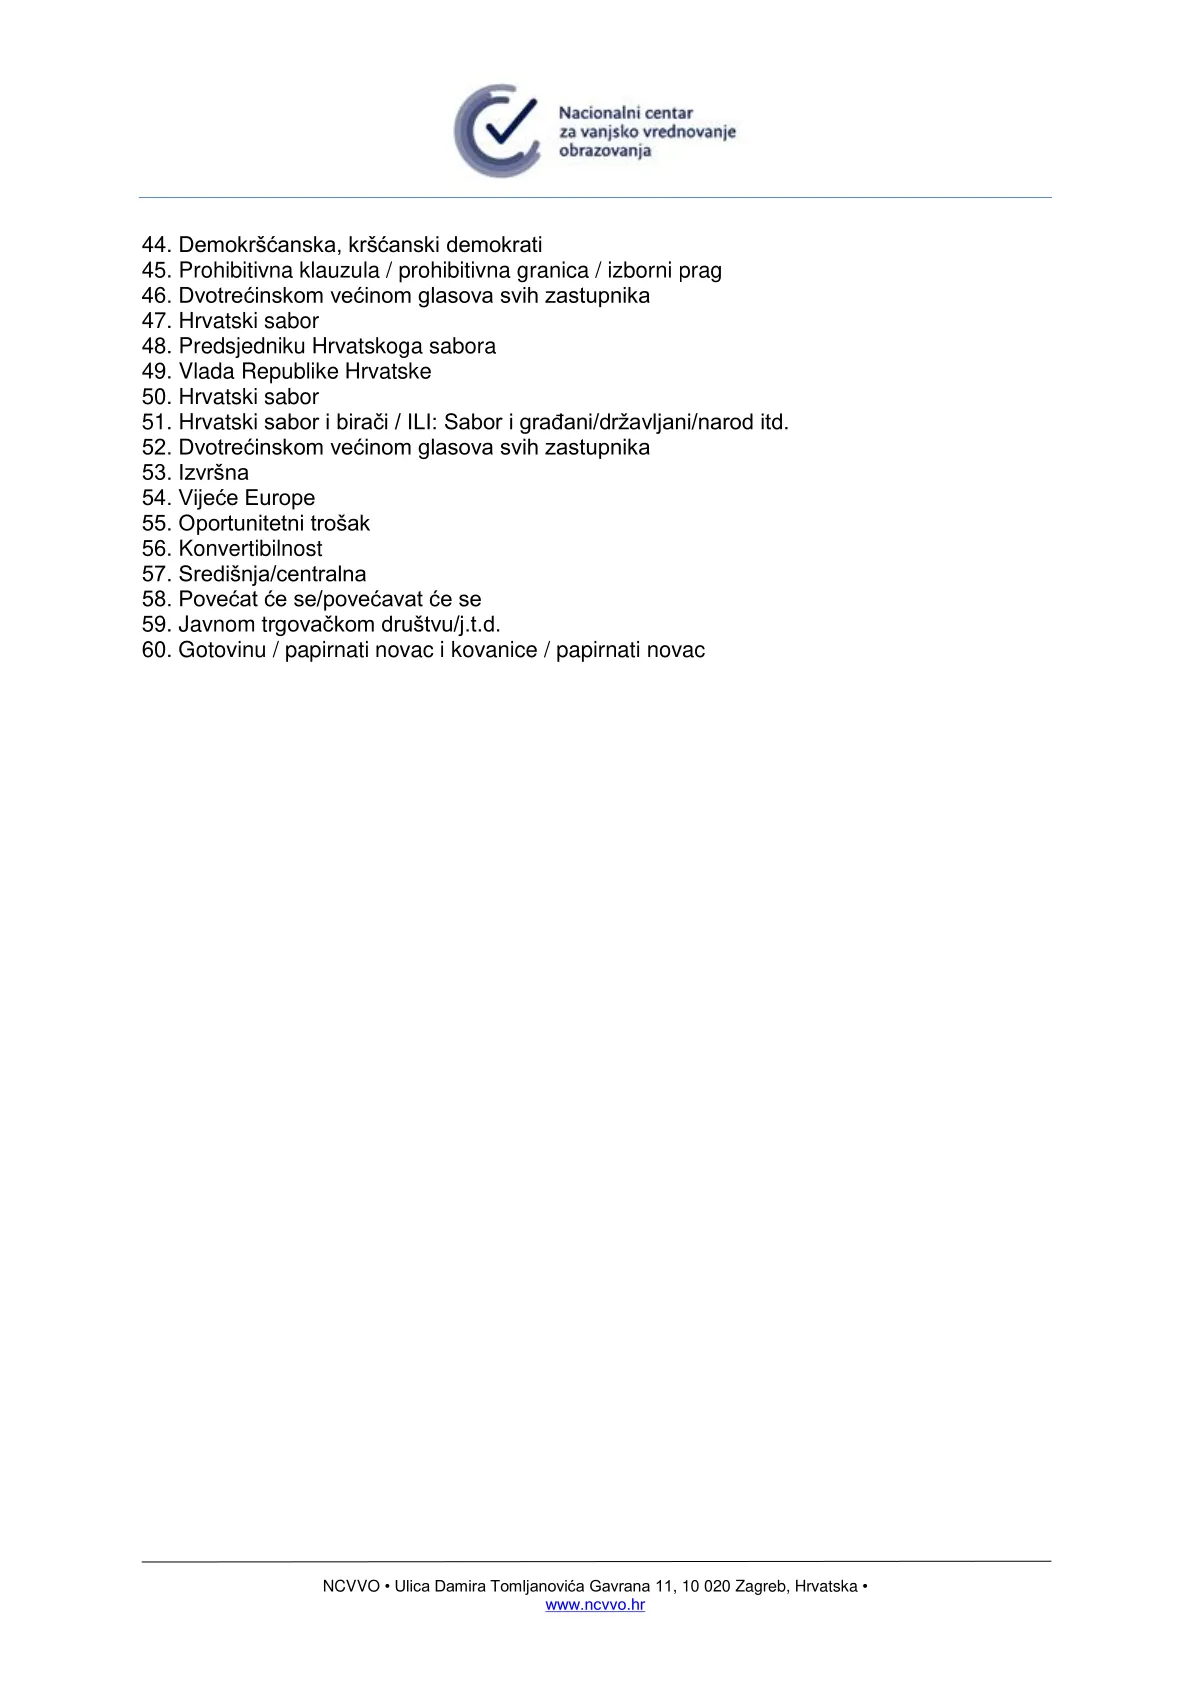 Nacionalni centar
za vanjsko vrednovanje
obrazovanja
44. Demokršćanska, kršćanski demokrati
45. Prohibitivna klauzula / prohibitivna granica / izborni prag
46. Dvotrećinskom većinom glasova svih zastupnika
47. Hrvatski sabor
48. Predsjedniku Hrvatskoga sabora
49. Vlada Republike Hrvatske
50. Hrvatski sabor
51. Hrvatski sabor i birači / ILI: Sabor i građani/državljani/narod itd.
52. Dvotrećinskom većinom glasova svih zastupnika
53. Izvršna
54. Vijeće Europe
55. Oportunitetni trošak
56. Konvertibilnost
57. Središnja/centralna
58. Povećat će se/povećavat će se
59. Javnom trgovačkom društvu/j.t.d.
60. Gotovinu / papirnati novac i kovanice / papirnati novac
NCVVO • Ulica Damira Tomljanovića Gavrana 11, 10 020 Zagreb, Hrvatska •
www.ncvvo.hr